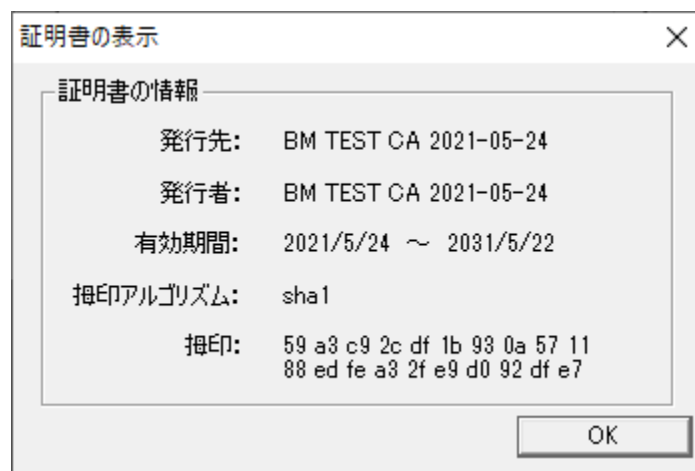 証明書の表示
証明書の情報
発行先: BM TEST CA 2021-05-24
発行者: BM TEST CA 2021-05-24
有効期間: 2021/5/24 ～ 2031/5/22
拇印アルゴリズム: sha1
拇印: 59 a3 c9 2c df 1b 93 0a 57 11
88 ed fe a3 2f e9 d0 92 df e7
OK